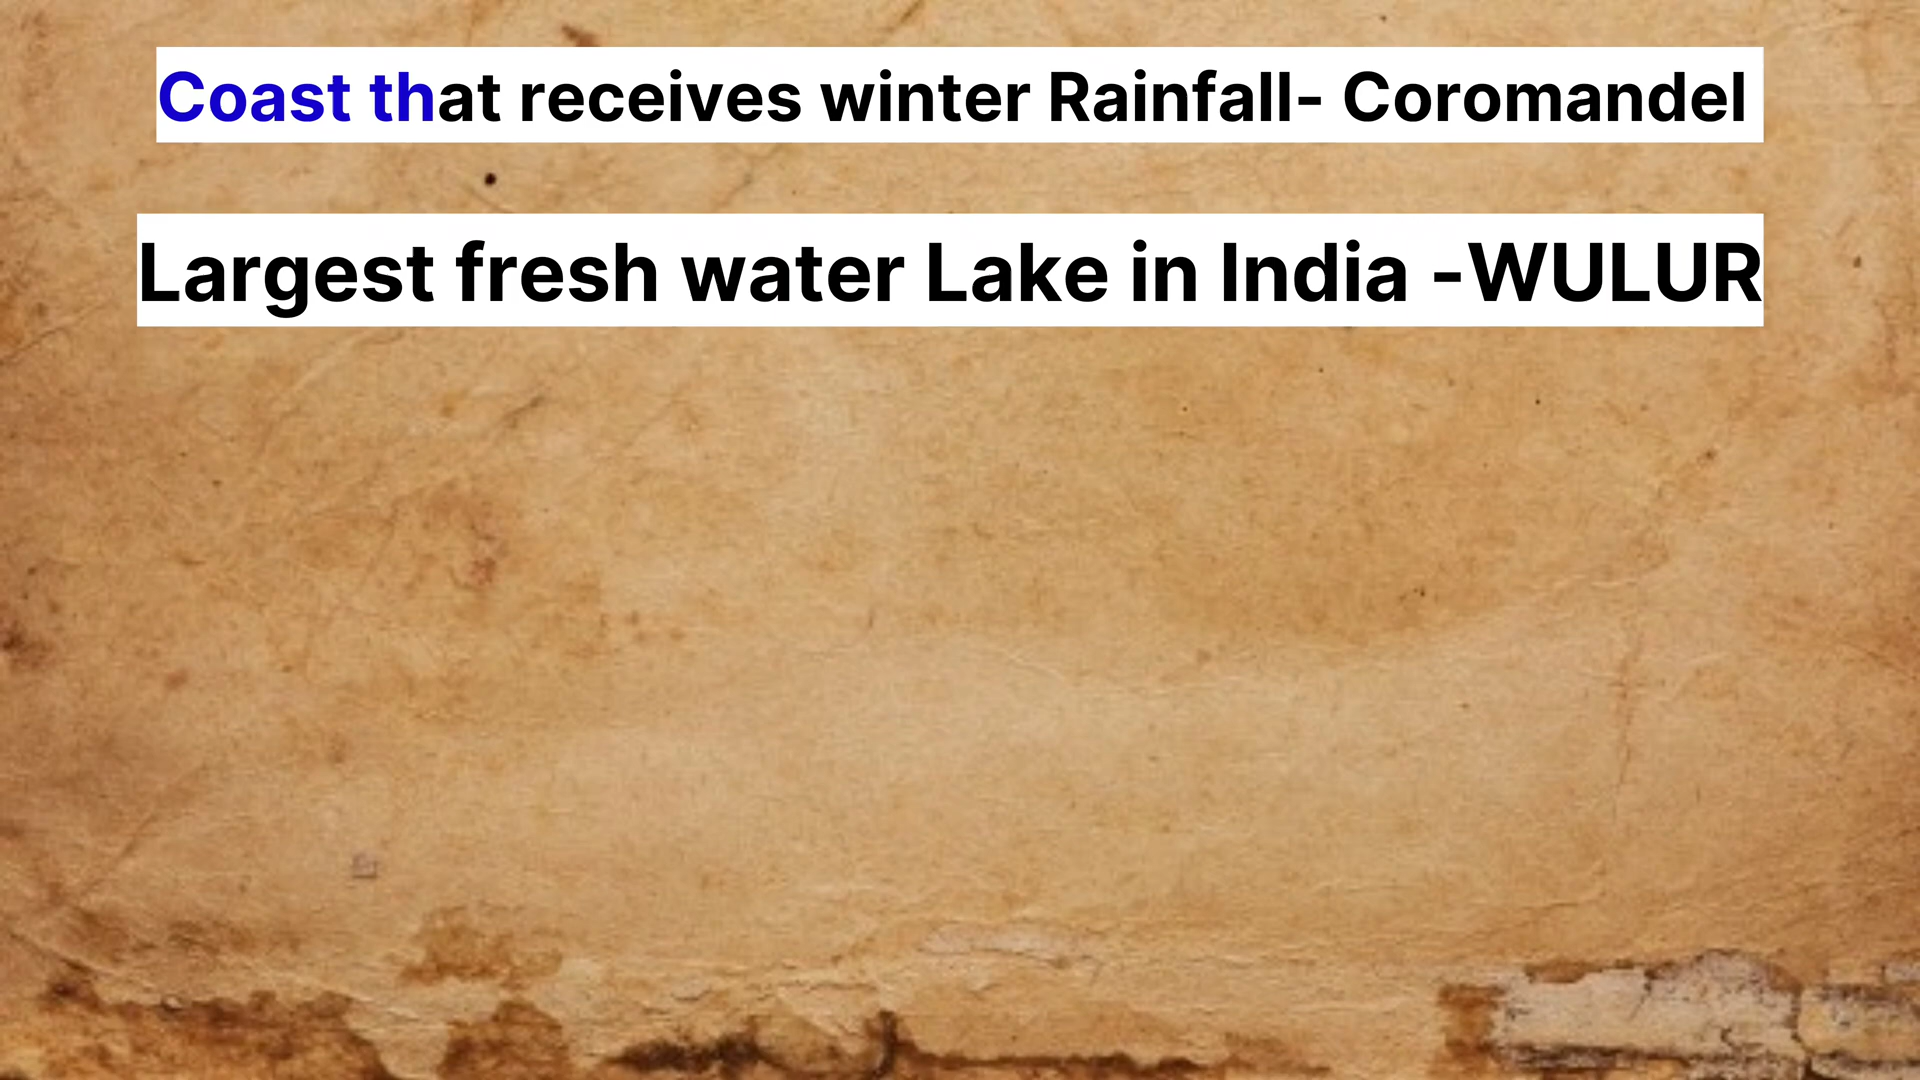 Coast that receives winter Rainfall- Coromandel
Largest fresh water Lake in India -WULUR